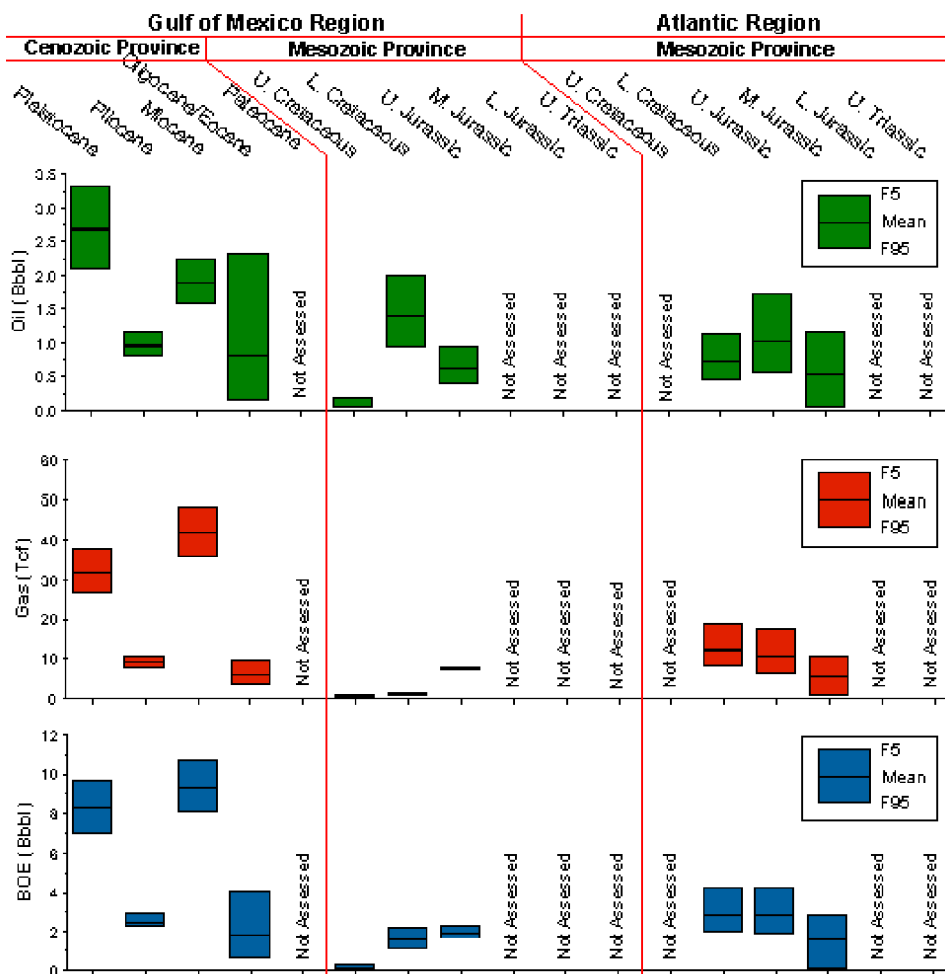 Gulf of Mexico Region Atlantic Region
Cenozoic Province Mesozoic Province Mesozoic Province
Pleistocene
Pliocene
Miocene
Oligocene/Eocene
Paleocene
U. Cretaceous
L. Cretaceous
U. Jurassic
M. Jurassic
L. Jurassic
U. Triassic
U. Cretaceous
L. Cretaceous
U. Jurassic
M. Jurassic
L. Jurassic
U. Triassic
Oil (Bbbl)
3.5
3.0
2.5
2.0
1.5
1.0
0.5
0.0
Not Assessed
Not Assessed
Not Assessed
Not Assessed
Not Assessed
Not Assessed
Not Assessed
F5
Mean
F95
Gas (Tcf)
60
50
40
30
20
10
0
Not Assessed
Not Assessed
Not Assessed
Not Assessed
Not Assessed
Not Assessed
Not Assessed
F5
Mean
F95
BOE (Bbbl)
12
10
8
6
4
2
0
Not Assessed
Not Assessed
Not Assessed
Not Assessed
Not Assessed
Not Assessed
Not Assessed
F5
Mean
F95